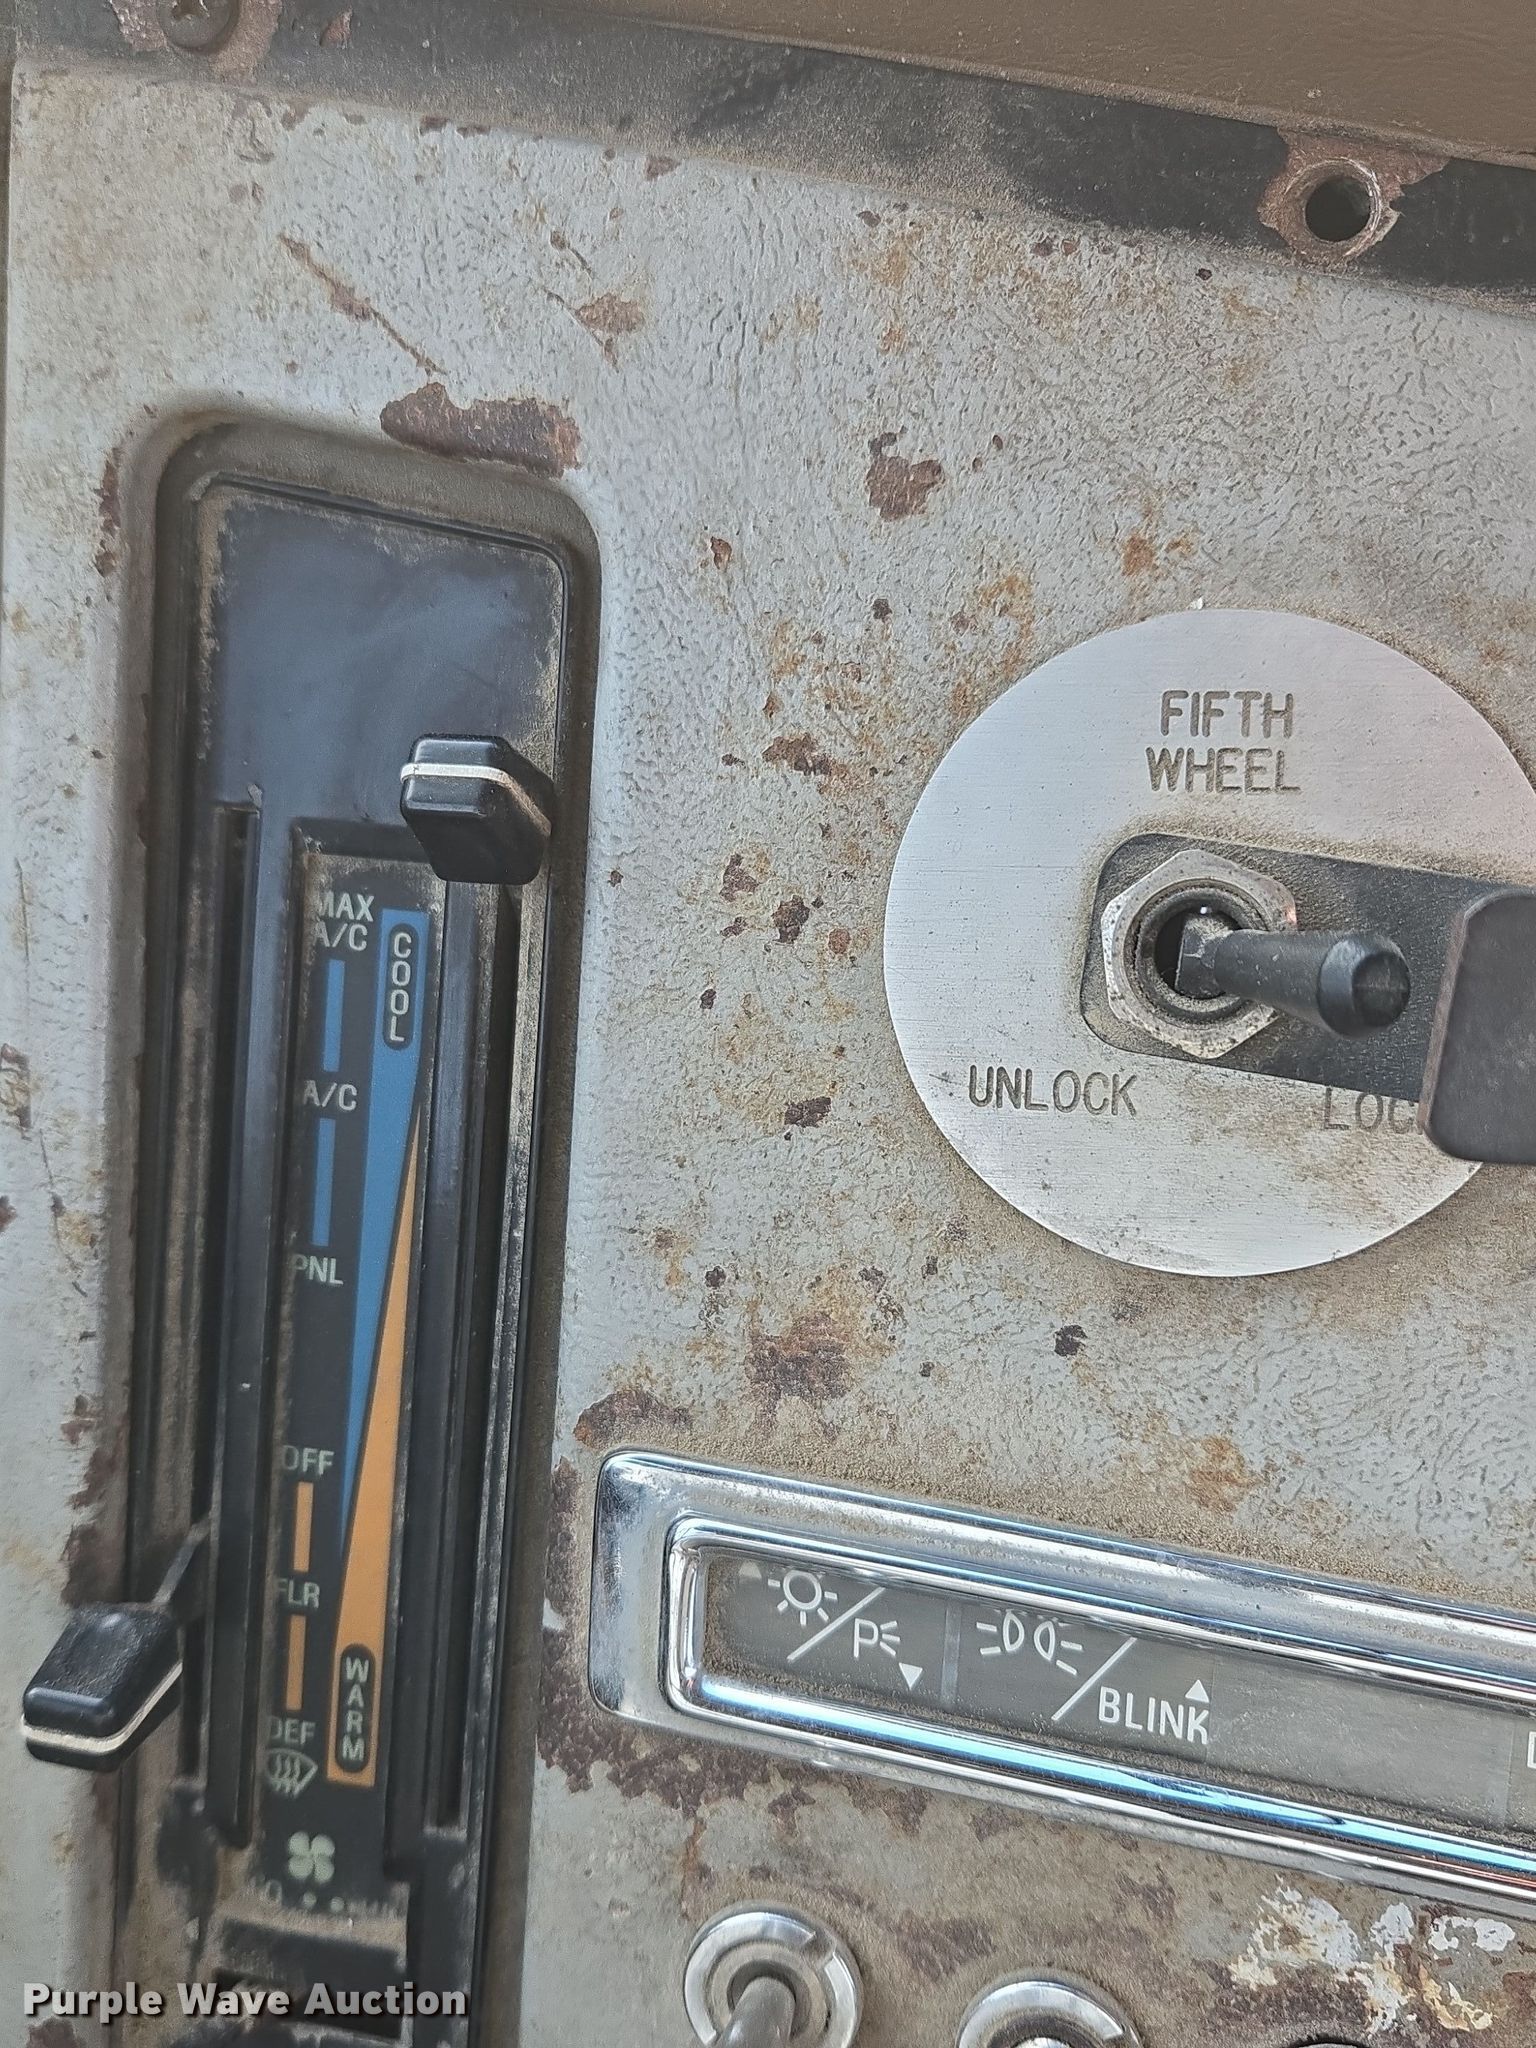 FIFTH
WHEEL
UNLOCK
MAX
A/C
COOL
A/C
PNL
OFF
FLR
DEF
WARM
P
BLINK
Purple Wave Auction